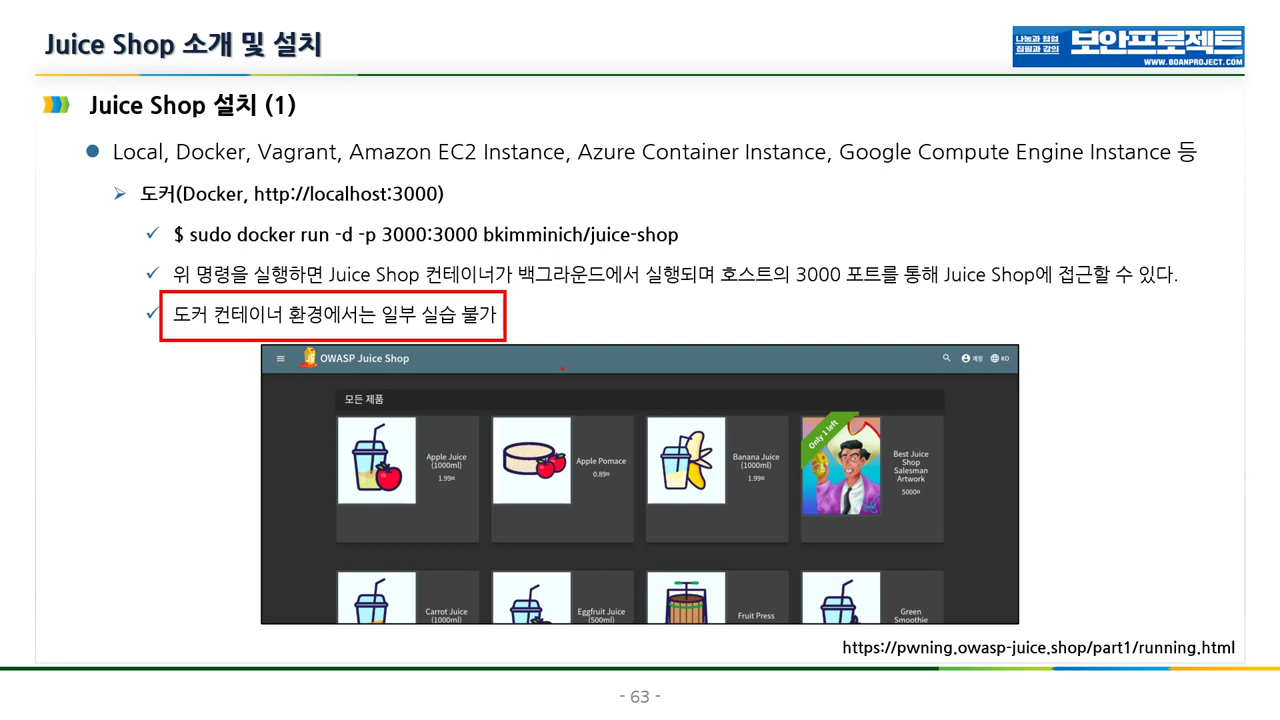 Juice Shop 소개 및 설치
나눔과 협업
집필과 강의
보안프로젝트
WWW.BOANPROJECT.COM
Juice Shop 설치 (1)
Local, Docker, Vagrant, Amazon EC2 Instance, Azure Container Instance, Google Compute Engine Instance 등
도커(Docker, http://localhost:3000)
$ sudo docker run -d -p 3000:3000 bkimminich/juice-shop
위 명령을 실행하면 Juice Shop 컨테이너가 백그라운드에서 실행되며 호스트의 3000 포트를 통해 Juice Shop에 접근할 수 있다.
도커 컨테이너 환경에서는 일부 실습 불가
OWASP Juice Shop
계정
KO
모든 제품
Apple Juice
(1000ml)
1.99¤
Apple Pomace
0.89¤
Banana Juice
(1000ml)
1.99¤
Only 1 left
Best Juice
Shop
Salesman
Artwork
5000¤
Carrot Juice
(1000ml)
Eggfruit Juice
(500ml)
Fruit Press
Green
Smoothie
https://pwning.owasp-juice.shop/part1/running.html
- 63 -